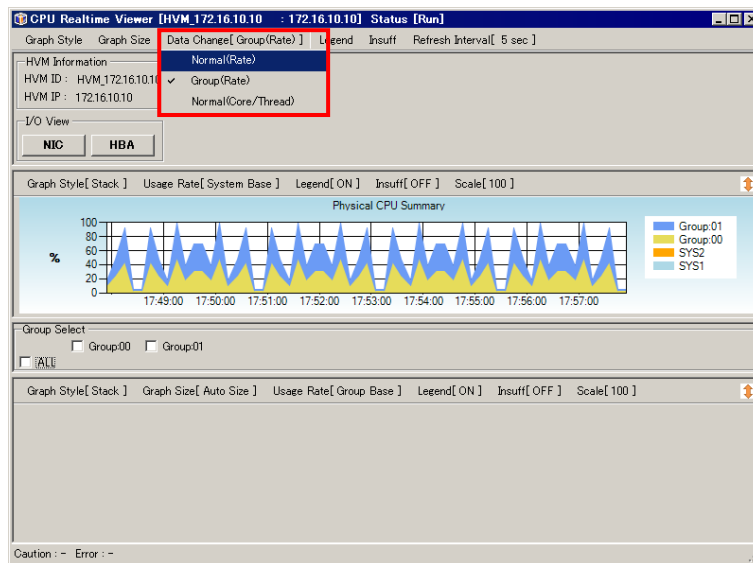 CPU Realtime Viewer [HVM_172.16.10.10 : 172.16.10.10] Status [Run]
Graph Style Graph Size Data Change[ Group(Rate) ] Legend Insuff Refresh Interval[ 5 sec ]
Normal(Rate)
Group(Rate)
Normal(Core/Thread)
HVM Information
HVM ID : HVM_172.16.10.10
HVM IP : 172.16.10.10
I/O View
NIC HBA
Graph Style[ Stack ] Usage Rate[ System Base ] Legend[ ON ] Insuff[ OFF ] Scale[ 100 ]
Physical CPU Summary
100
80
60
40
20
0
%
17:49:00 17:50:00 17:51:00 17:52:00 17:53:00 17:54:00 17:55:00 17:56:00 17:57:00
Group:01
Group:00
SYS2
SYS1
Group Select
Group:00 Group:01
ALL
Graph Style[ Stack ] Graph Size[ Auto Size ] Usage Rate[ Group Base ] Legend[ ON ] Insuff[ OFF ] Scale[ 100 ]
Caution : - Error : -